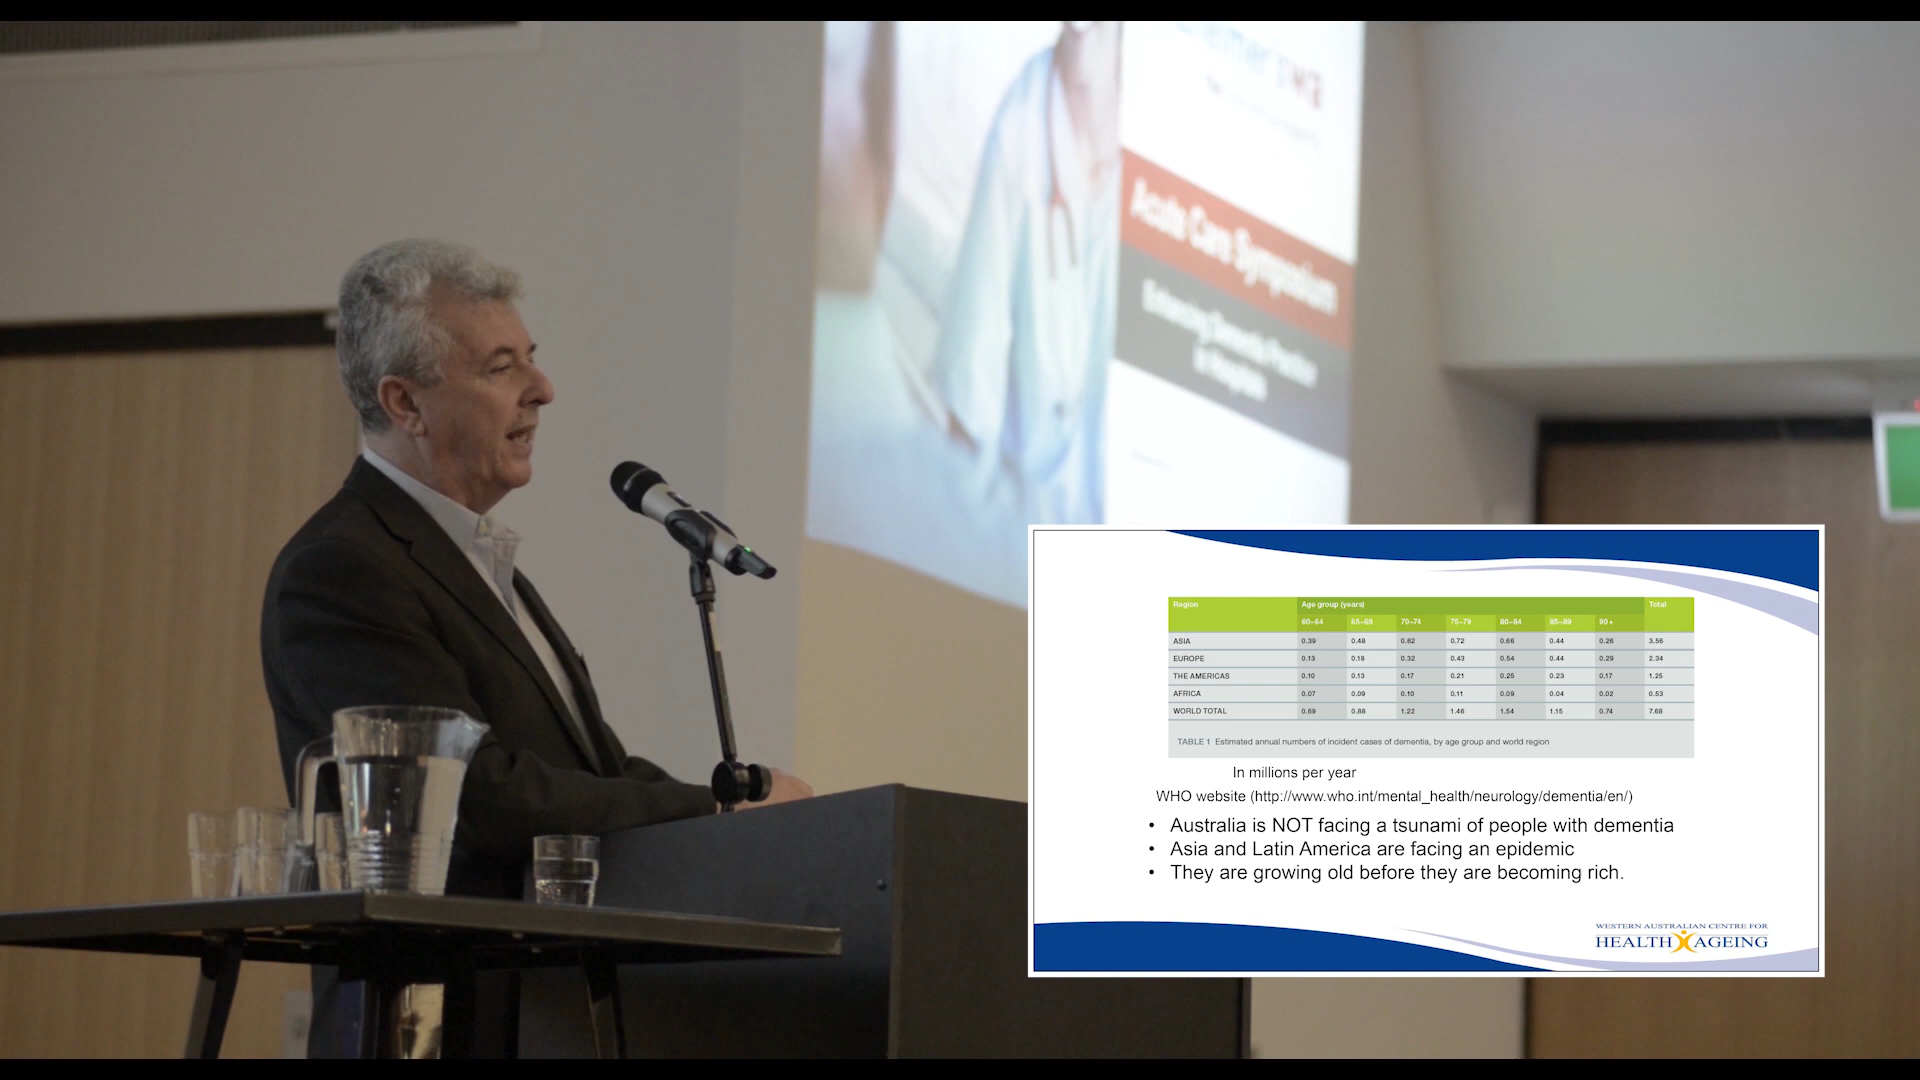 Acute Care Symposium
Enhancing Dementia Practice
in Hospitals
Region Age group (years) Total
60–64 65–69 70–74 75–79 80–84 85–89 90+
ASIA 0.39 0.48 0.62 0.72 0.66 0.44 0.26 3.56
EUROPE 0.13 0.18 0.32 0.43 0.54 0.44 0.29 2.34
THE AMERICAS 0.10 0.13 0.17 0.21 0.25 0.23 0.17 1.25
AFRICA 0.07 0.09 0.10 0.11 0.09 0.04 0.02 0.53
WORLD TOTAL 0.69 0.88 1.22 1.46 1.54 1.15 0.74 7.68
TABLE 1 Estimated annual numbers of incident cases of dementia, by age group and world region
In millions per year
WHO website (http://www.who.int/mental_health/neurology/dementia/en/)
• Australia is NOT facing a tsunami of people with dementia
• Asia and Latin America are facing an epidemic
• They are growing old before they are becoming rich.
WESTERN AUSTRALIAN CENTRE FOR
HEALTH AGEING